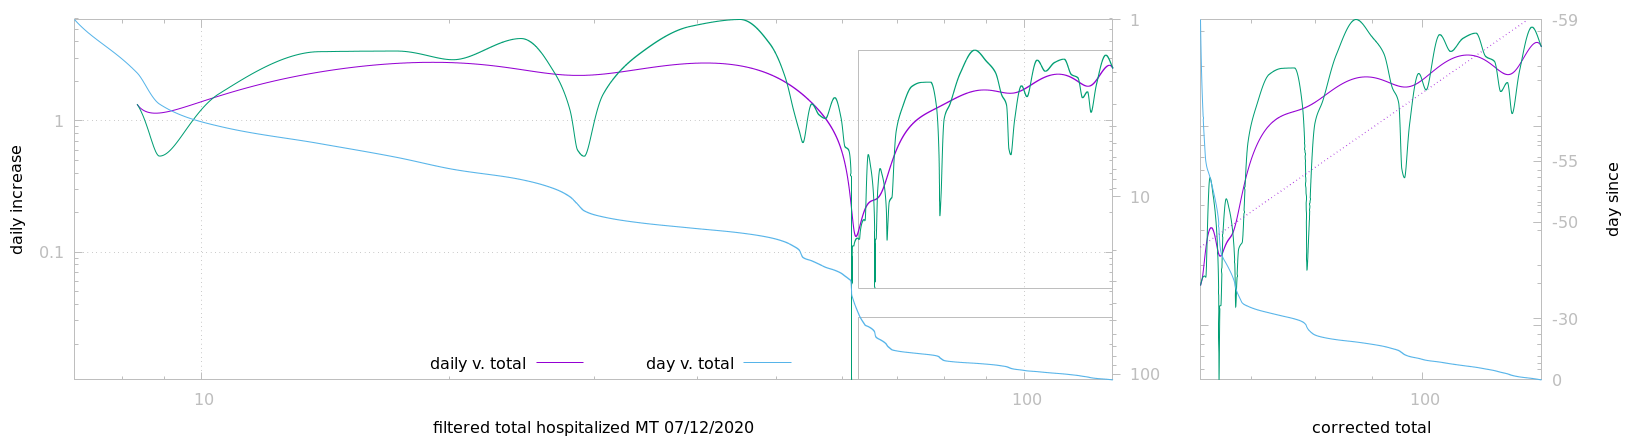 daily increase
1
0.1
daily v. total
day v. total
10
100
filtered total hospitalized MT 07/12/2020
1
10
100
100
corrected total
-59
-55
-50
-30
0
day since